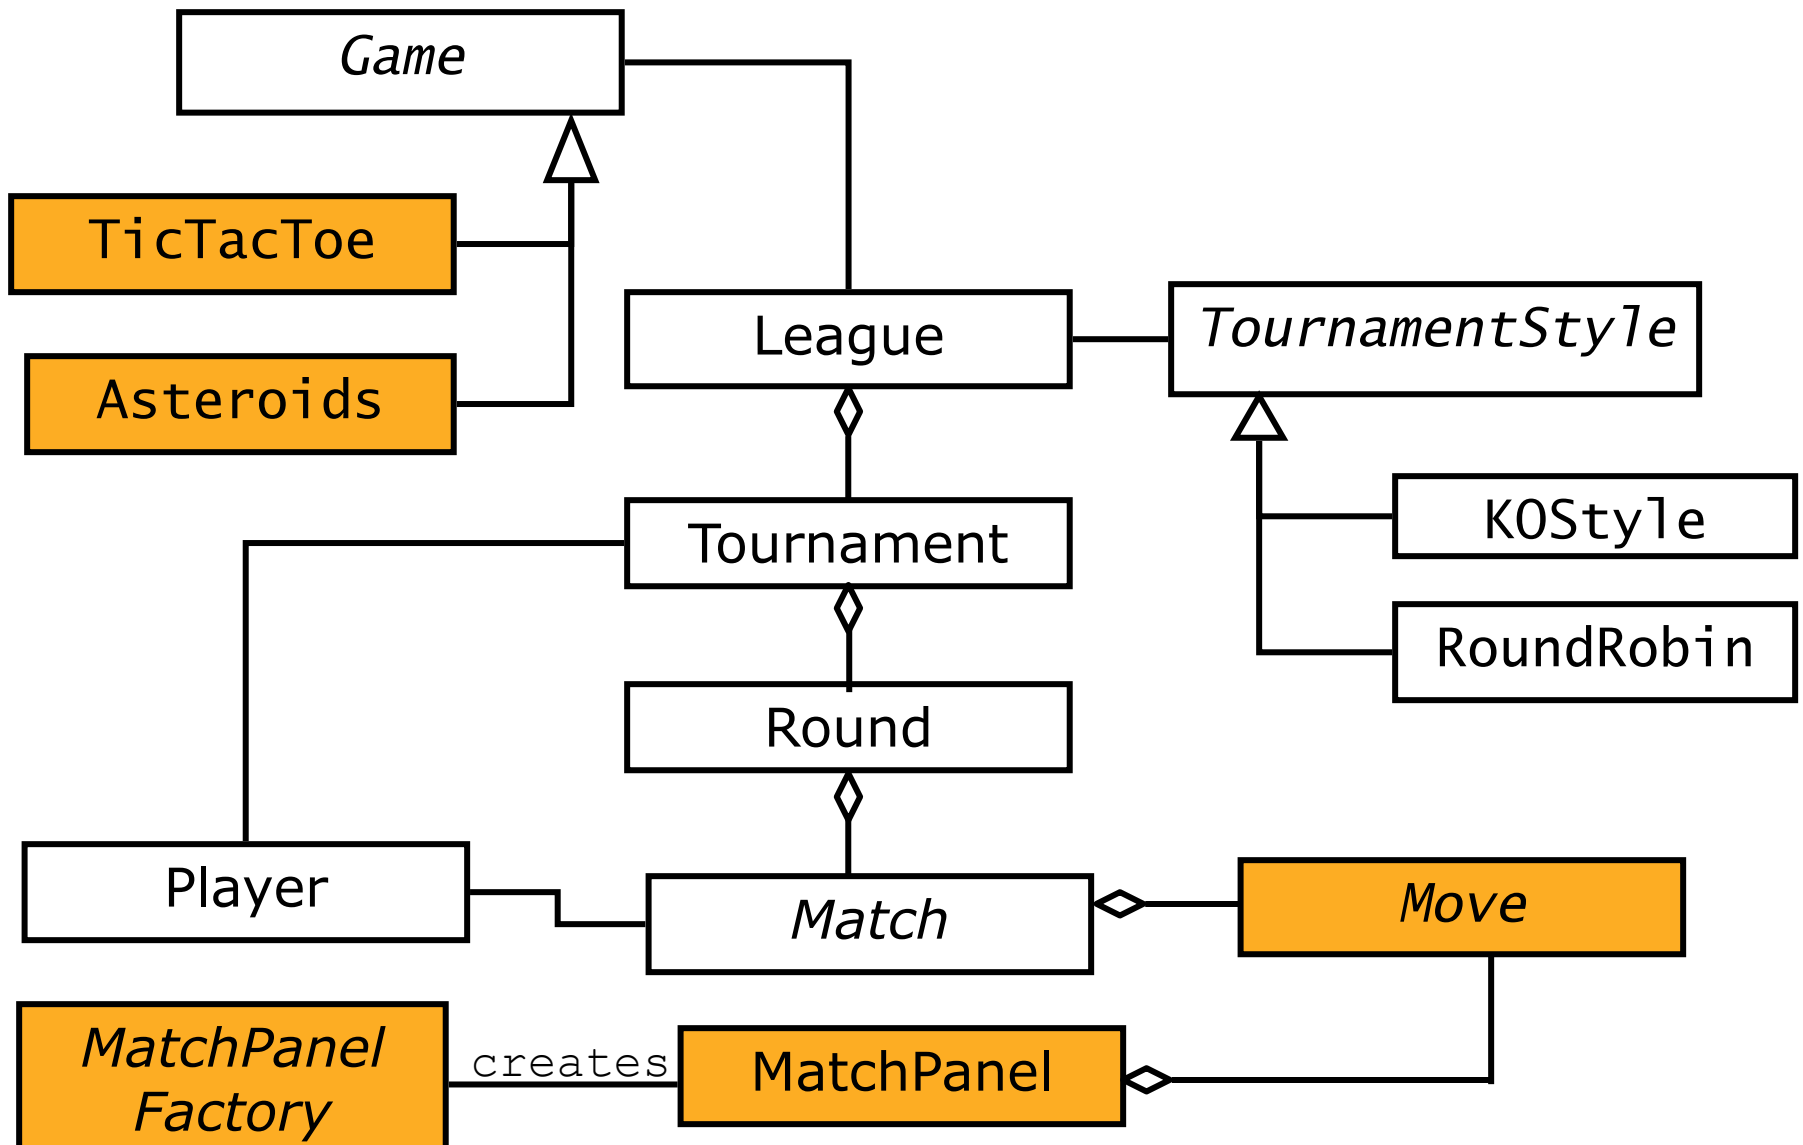 Game
TicTacToe
League
TournamentStyle
Asteroids
Tournament
KOStyle
RoundRobin
Round
Player
Match
Move
MatchPanel
Factory
creates
MatchPanel